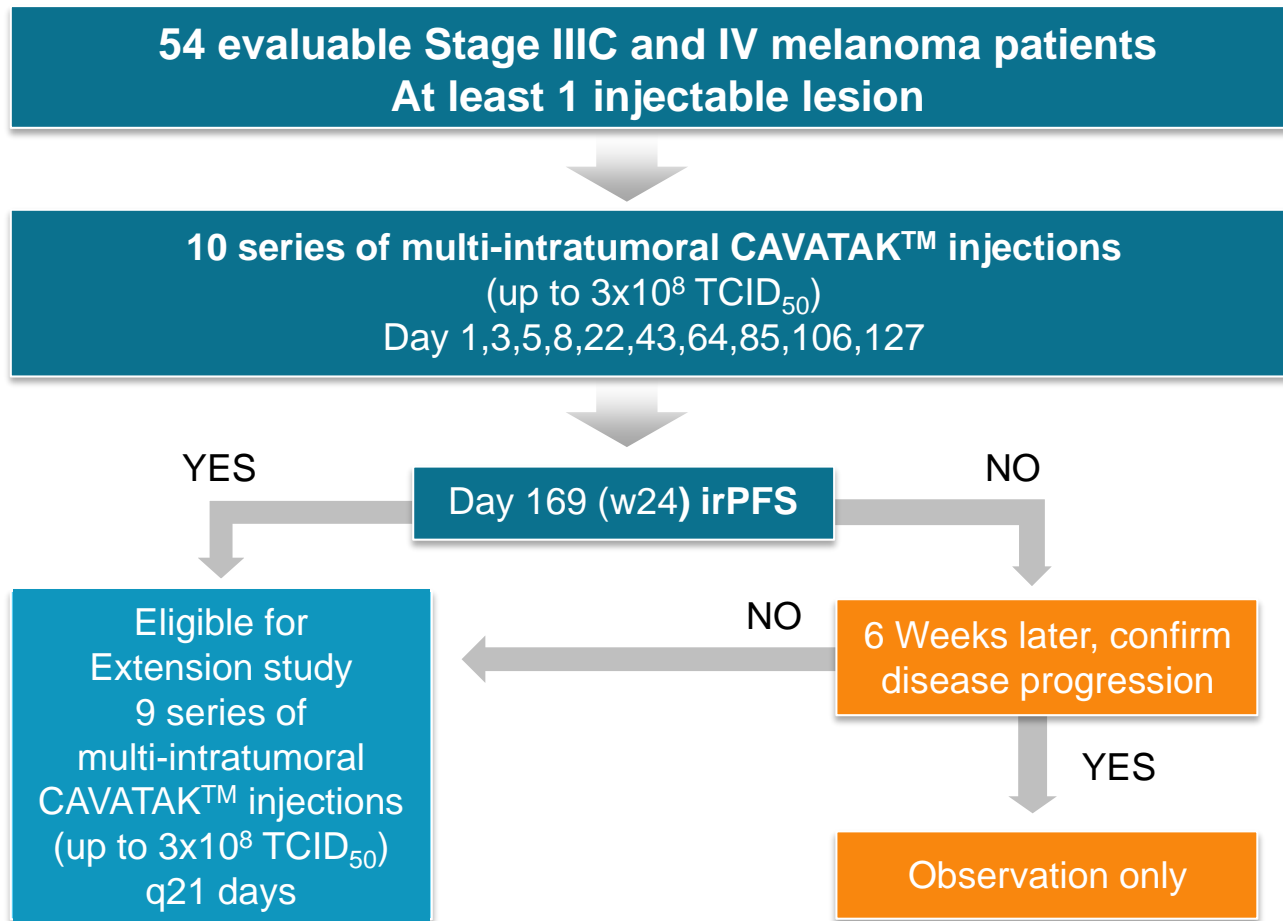 54 evaluable Stage IIIC and IV melanoma patients
At least 1 injectable lesion
10 series of multi-intratumoral CAVATAK™ injections
(up to 3x10⁸ TCID₅₀)
Day 1,3,5,8,22,43,64,85,106,127
YES
NO
Day 169 (w24) irPFS
Eligible for
Extension study
9 series of
multi-intratumoral
CAVATAK™ injections
(up to 3x10⁸ TCID₅₀)
q21 days
NO
6 Weeks later, confirm
disease progression
YES
Observation only